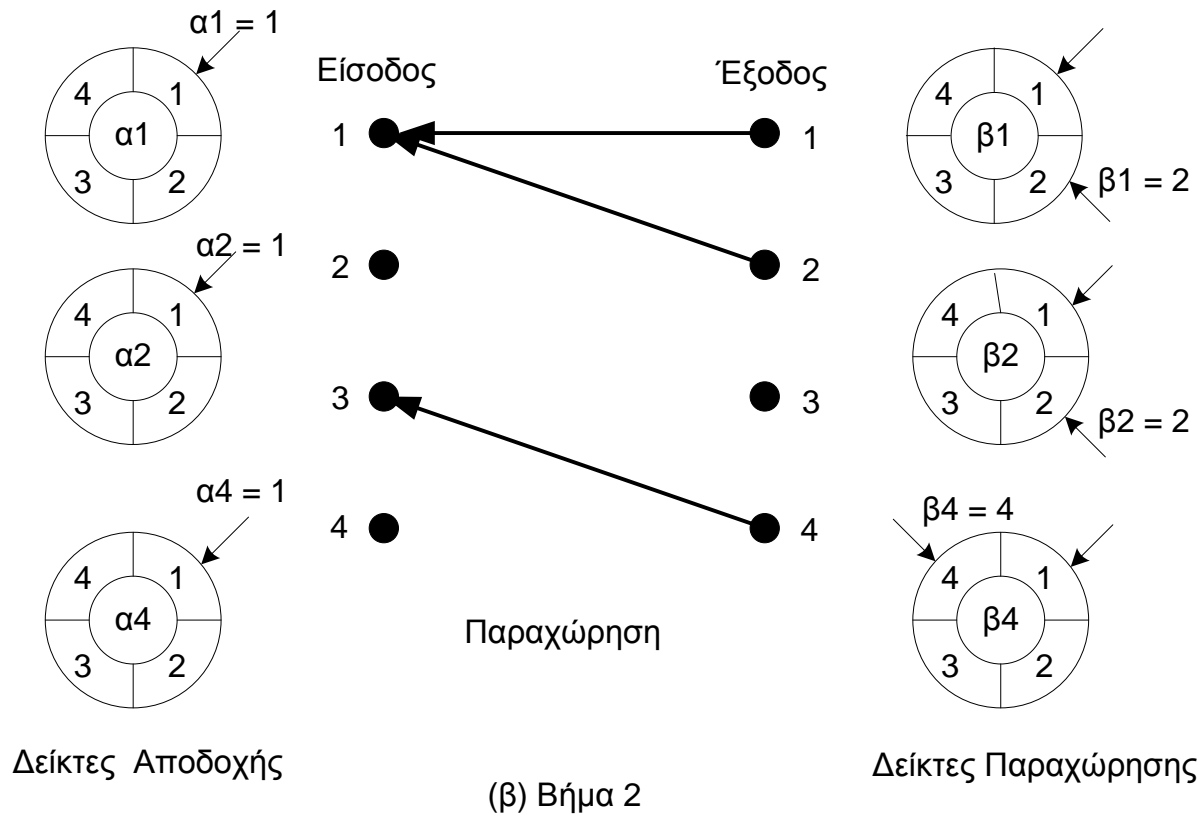 α1 = 1
4 1
α1
3 2
α2 = 1
4 1
α2
3 2
α4 = 1
4 1
α4
3 2
Δείκτες Αποδοχής
Είσοδος
1
2
3
4
Έξοδος
1
2
3
4
Παραχώρηση
(β) Βήμα 2
4 1
β1
3 2
β1 = 2
4 1
β2
3 2
β2 = 2
β4 = 4
4 1
β4
3 2
Δείκτες Παραχώρησης